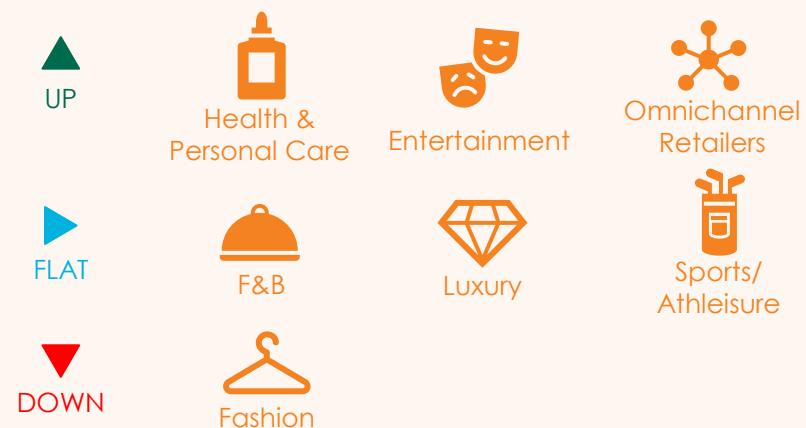 UP
Health &
Personal Care
Entertainment
Omnichannel
Retailers
FLAT
F&B
Luxury
Sports/
Athleisure
DOWN
Fashion